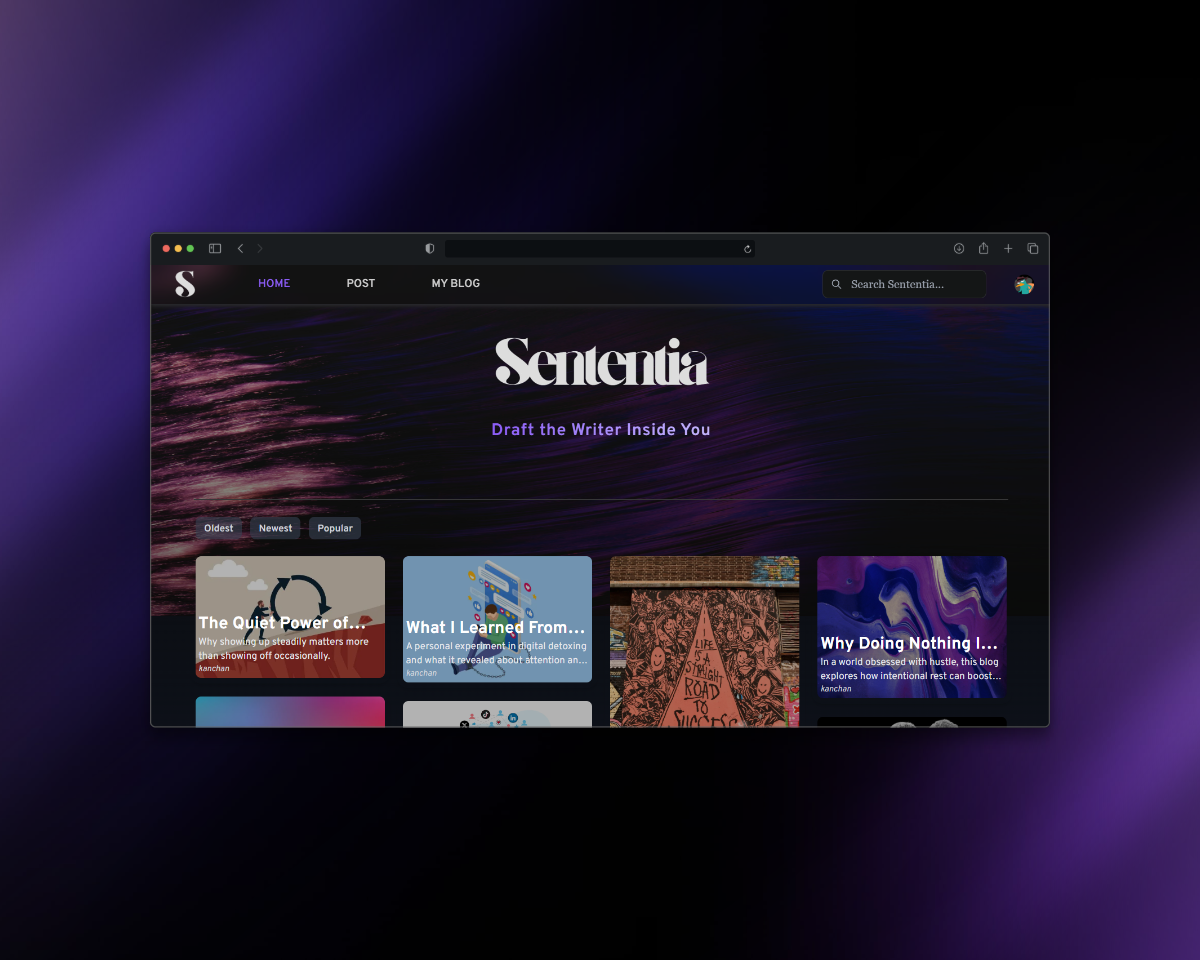 S
HOME
POST
MY BLOG
Search Sententia...
Sententia
Draft the Writer Inside You
Oldest
Newest
Popular
The Quiet Power of...
Why showing up steadily matters more
than showing off occasionally.
kanchan
What I Learned From...
A personal experiment in digital detoxing
and what it revealed about attention an...
kanchan
LIFE
IS A
STRAIGHT
ROAD
TO
SUCCESS
Why Doing Nothing I...
In a world obsessed with hustle, this blog
explores how intentional rest can boost...
kanchan
in